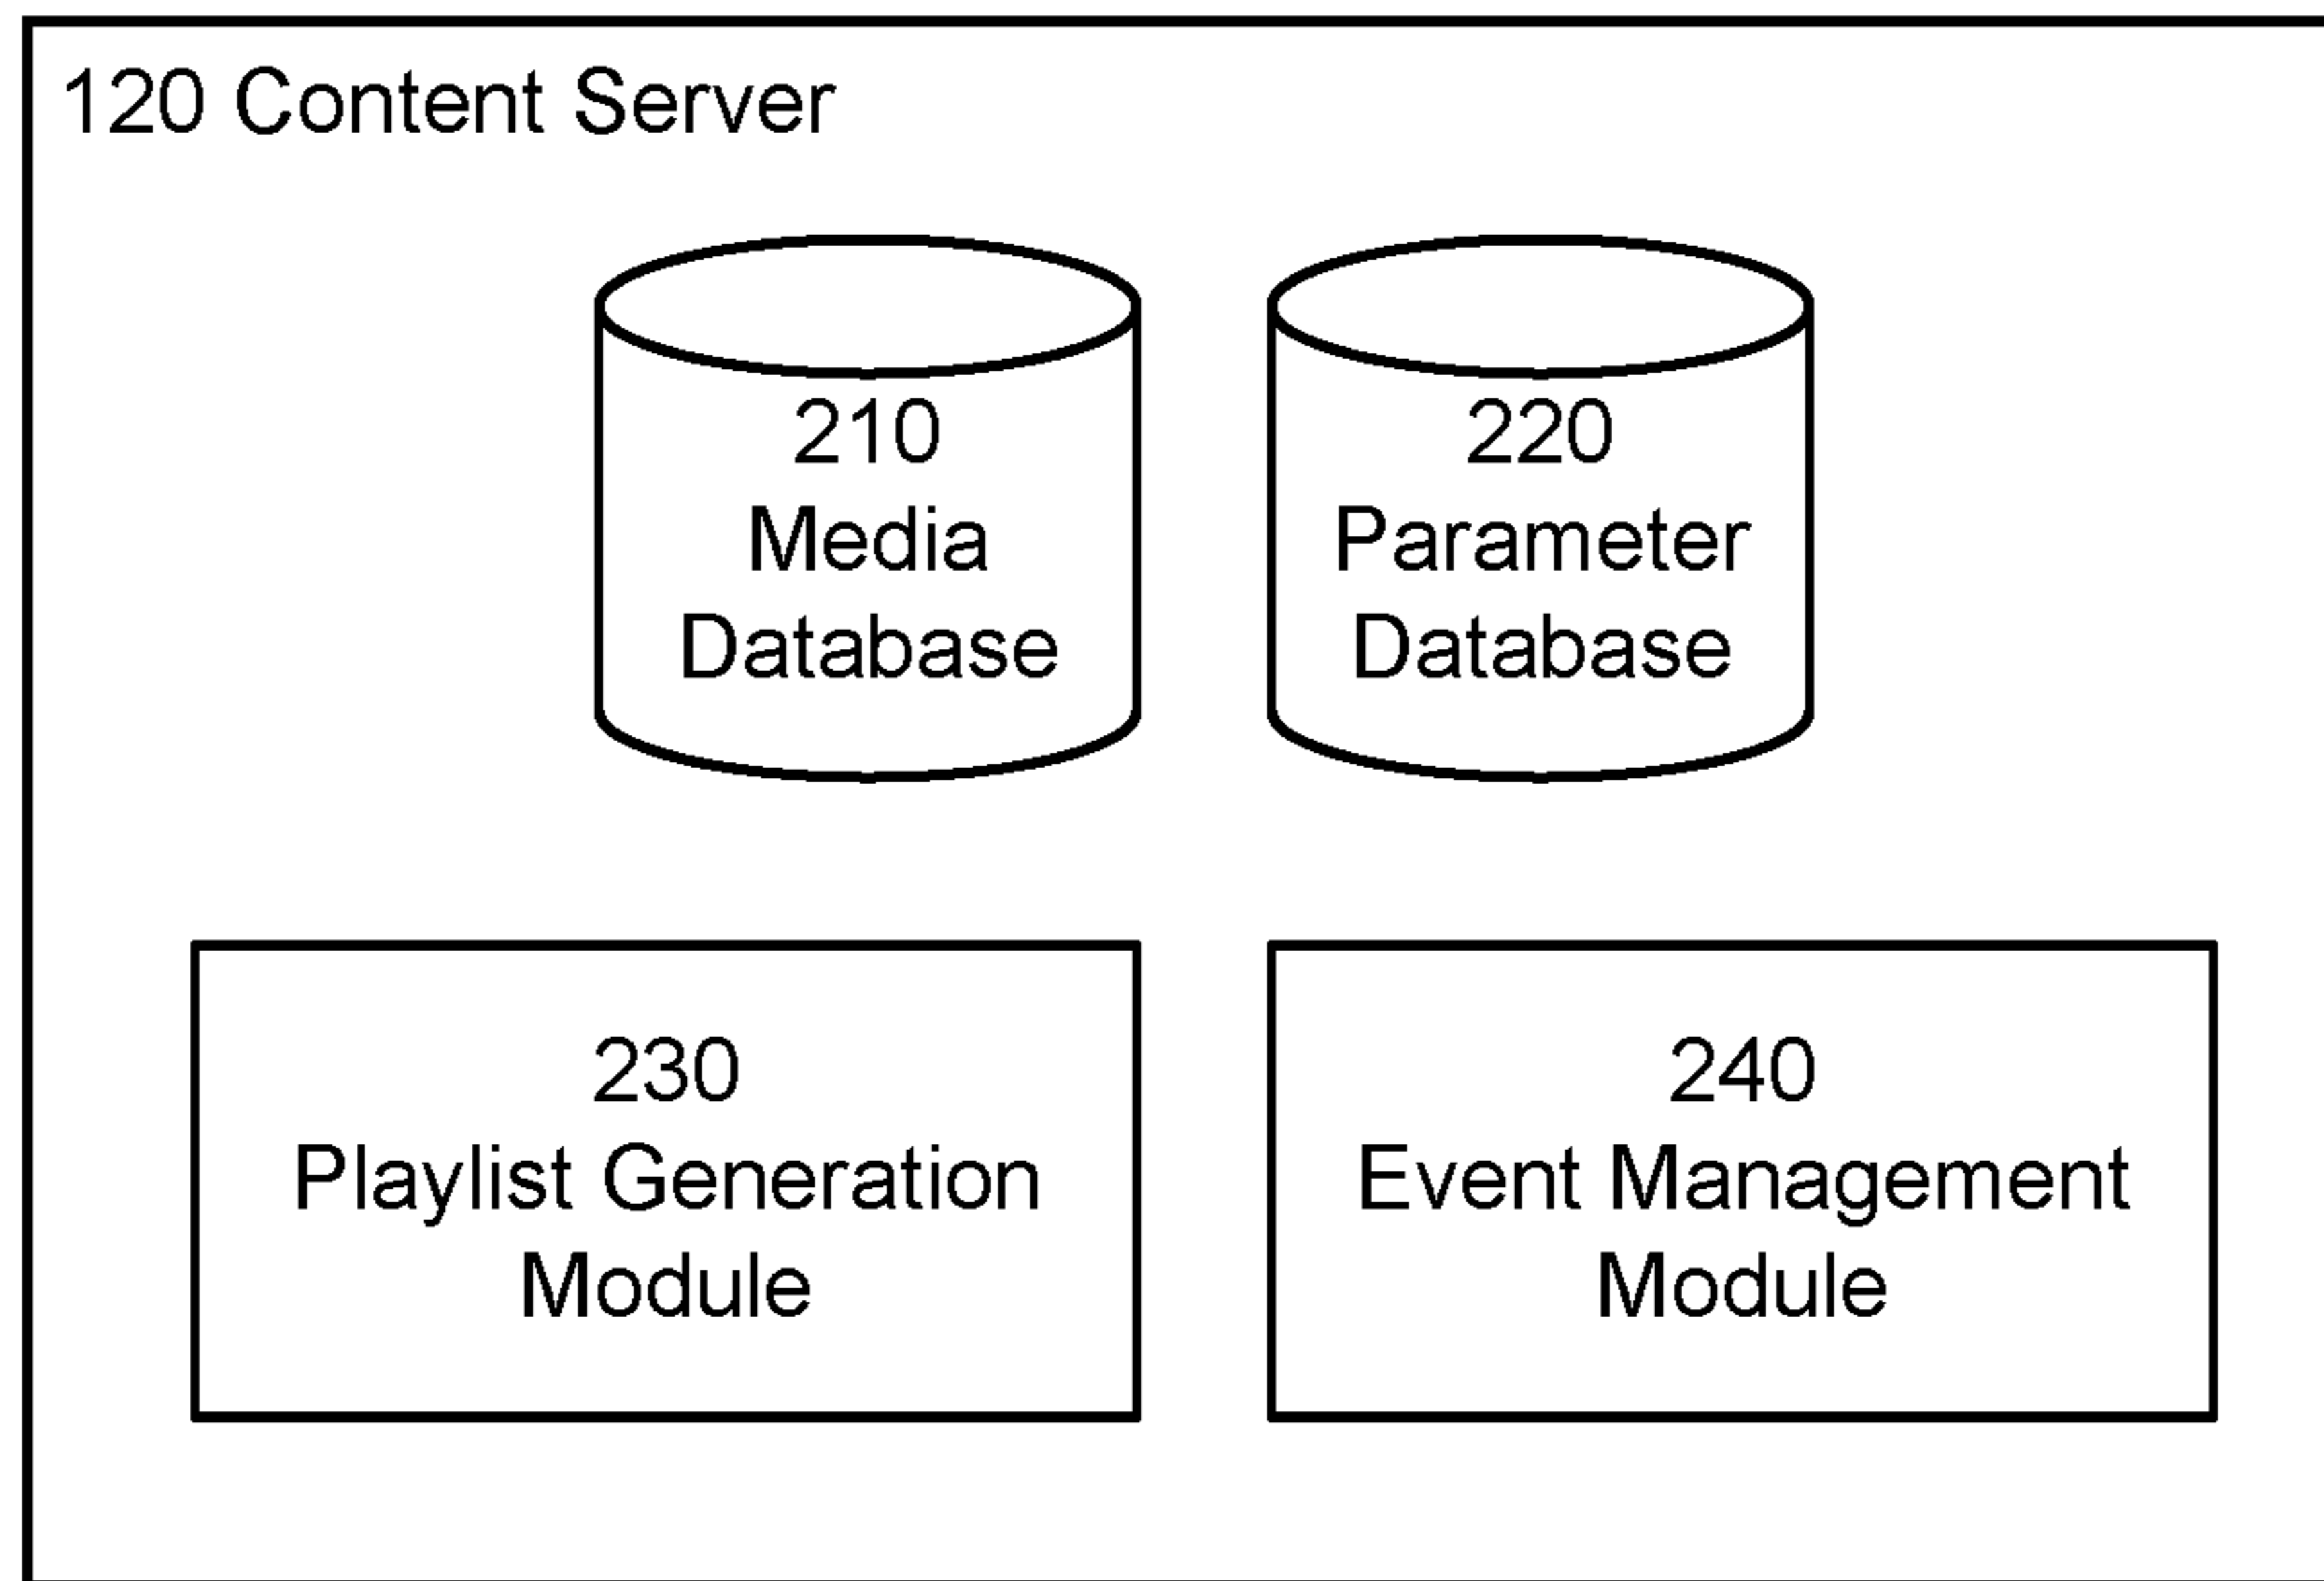 120 Content Server
210
Media
Database
220
Parameter
Database
230
Playlist Generation
Module
240
Event Management
Module